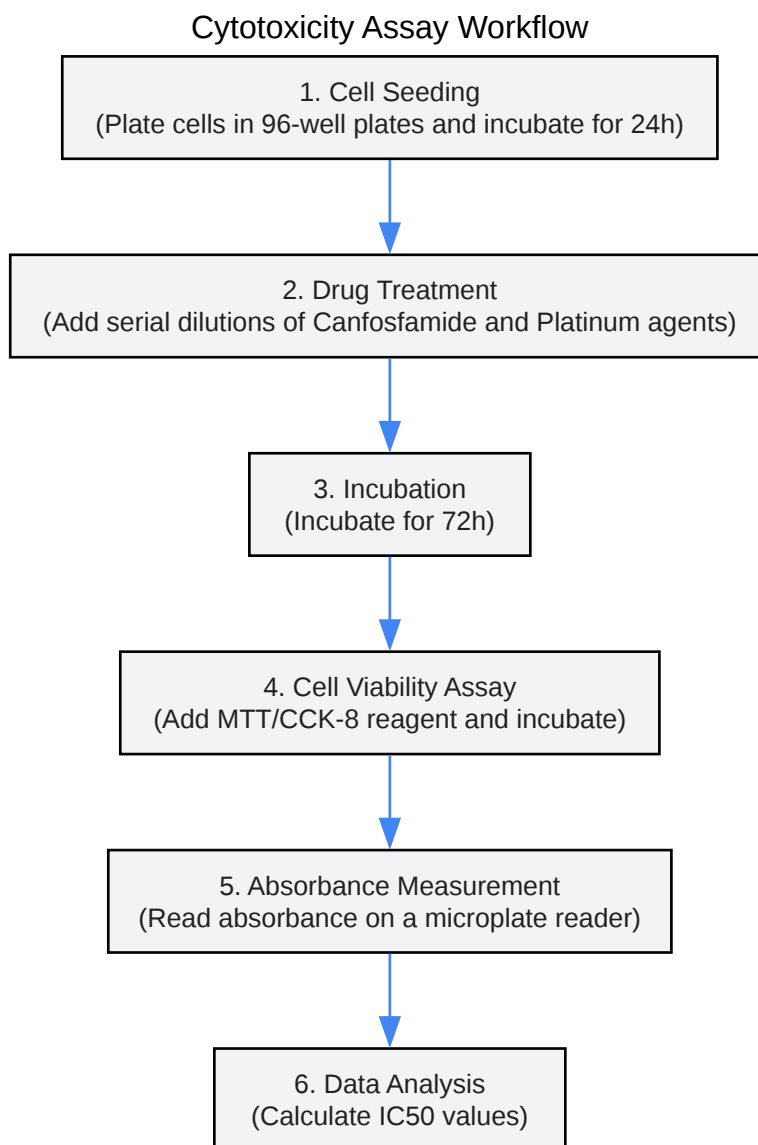 Cytotoxicity Assay Workflow
1. Cell Seeding
(Plate cells in 96-well plates and incubate for 24h)
2. Drug Treatment
(Add serial dilutions of Canfosfamide and Platinum agents)
3. Incubation
(Incubate for 72h)
4. Cell Viability Assay
(Add MTT/CCK-8 reagent and incubate)
5. Absorbance Measurement
(Read absorbance on a microplate reader)
6. Data Analysis
(Calculate IC50 values)